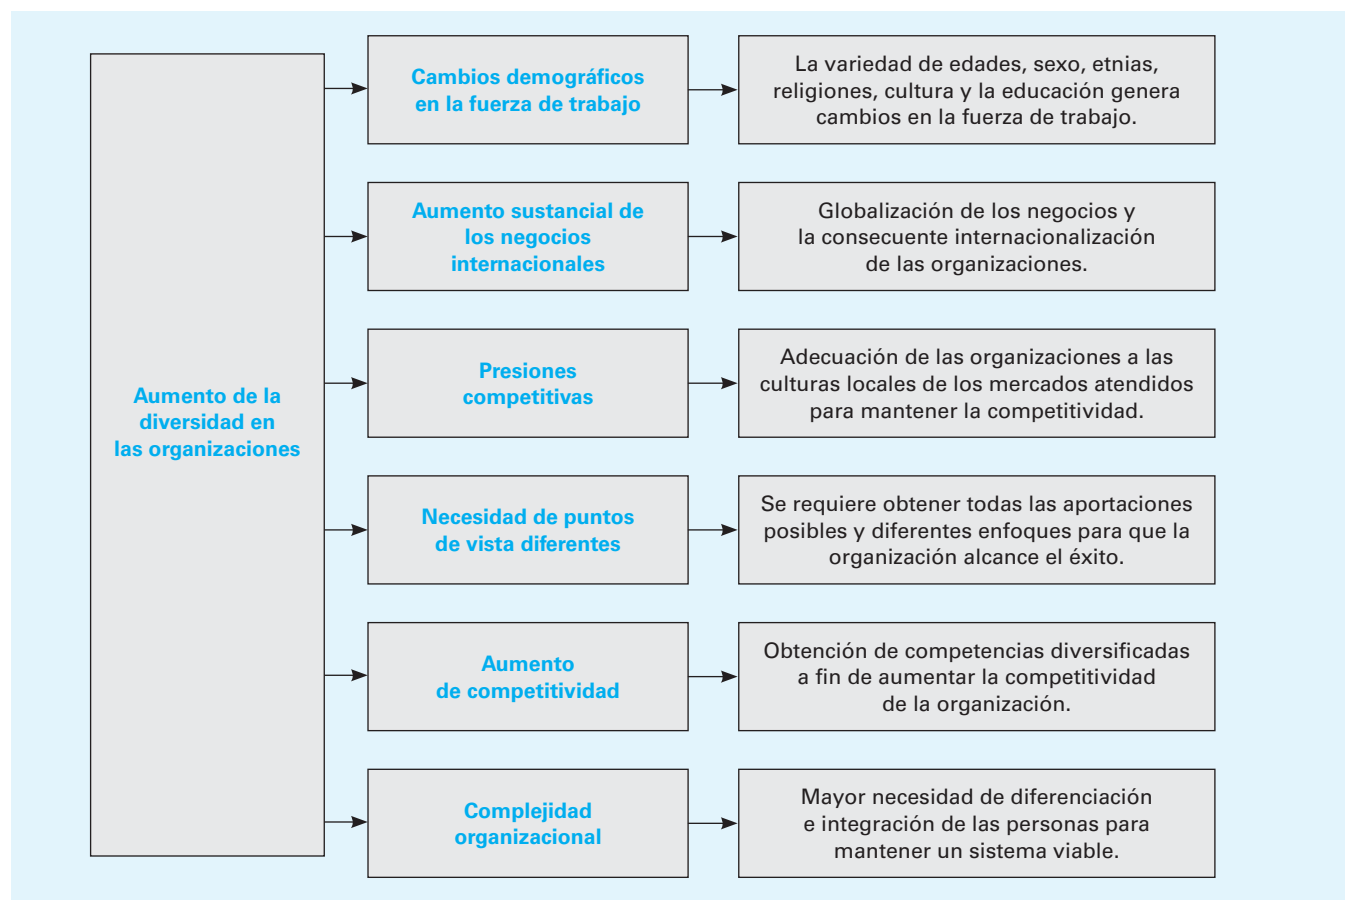 Aumento de la
diversidad en
las organizaciones
Cambios demográficos
en la fuerza de trabajo
La variedad de edades, sexo, etnias,
religiones, cultura y la educación genera
cambios en la fuerza de trabajo.
Aumento sustancial de
los negocios
internacionales
Globalización de los negocios y
la consecuente internacionalización
de las organizaciones.
Presiones
competitivas
Adecuación de las organizaciones a las
culturas locales de los mercados atendidos
para mantener la competitividad.
Necesidad de puntos
de vista diferentes
Se requiere obtener todas las aportaciones
posibles y diferentes enfoques para que la
organización alcance el éxito.
Aumento
de competitividad
Obtención de competencias diversificadas
a fin de aumentar la competitividad
de la organización.
Complejidad
organizacional
Mayor necesidad de diferenciación
e integración de las personas para
mantener un sistema viable.